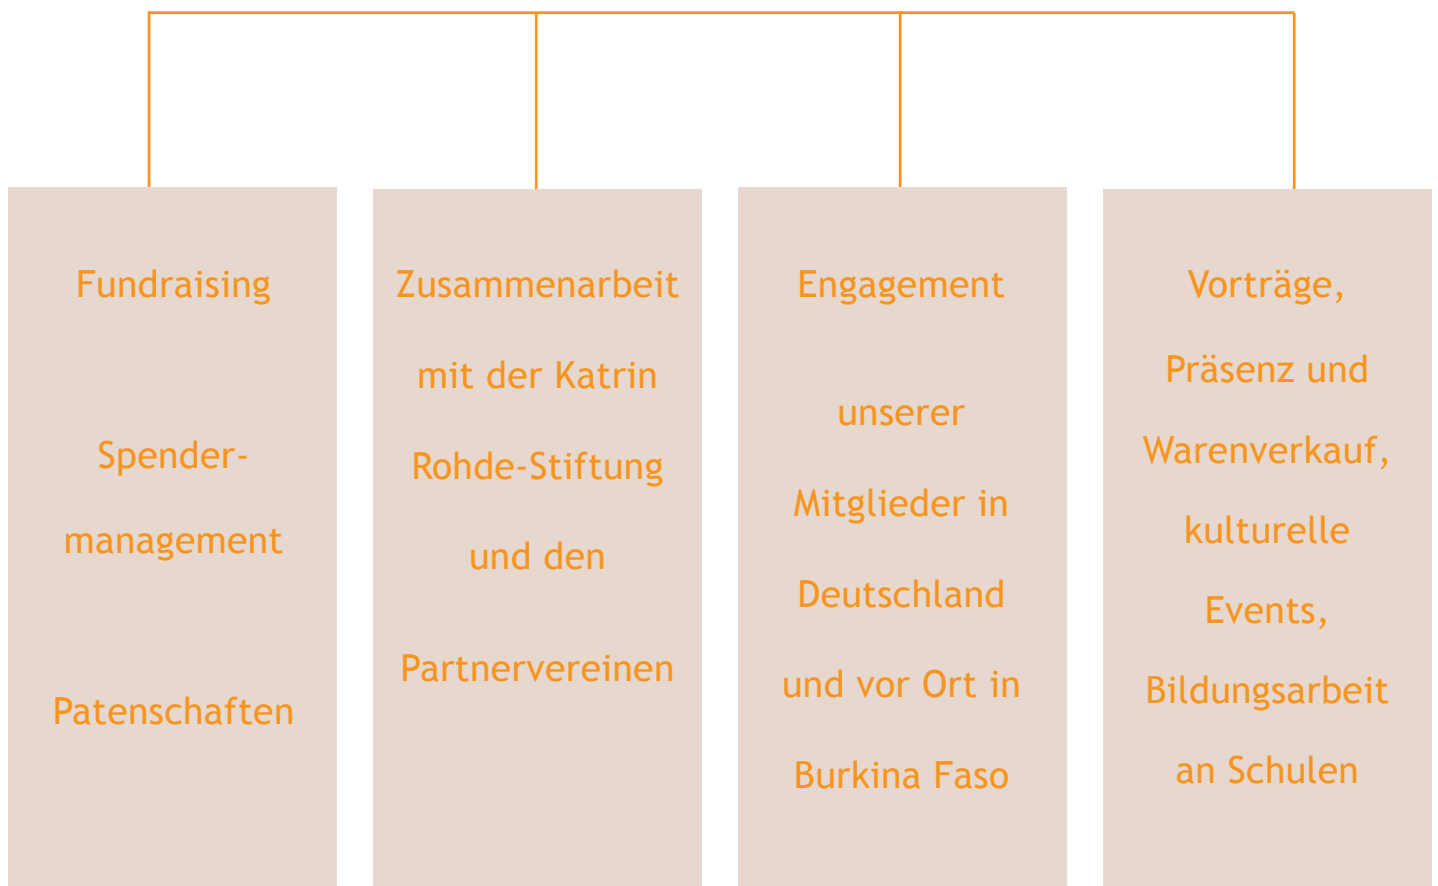 Fundraising
Spender-
management
Patenschaften
Zusammenarbeit
mit der Katrin
Rohde-Stiftung
und den
Partnervereinen
Engagement
unserer
Mitglieder in
Deutschland
und vor Ort in
Burkina Faso
Vorträge,
Präsenz und
Warenverkauf,
kulturelle
Events,
Bildungsarbeit
an Schulen